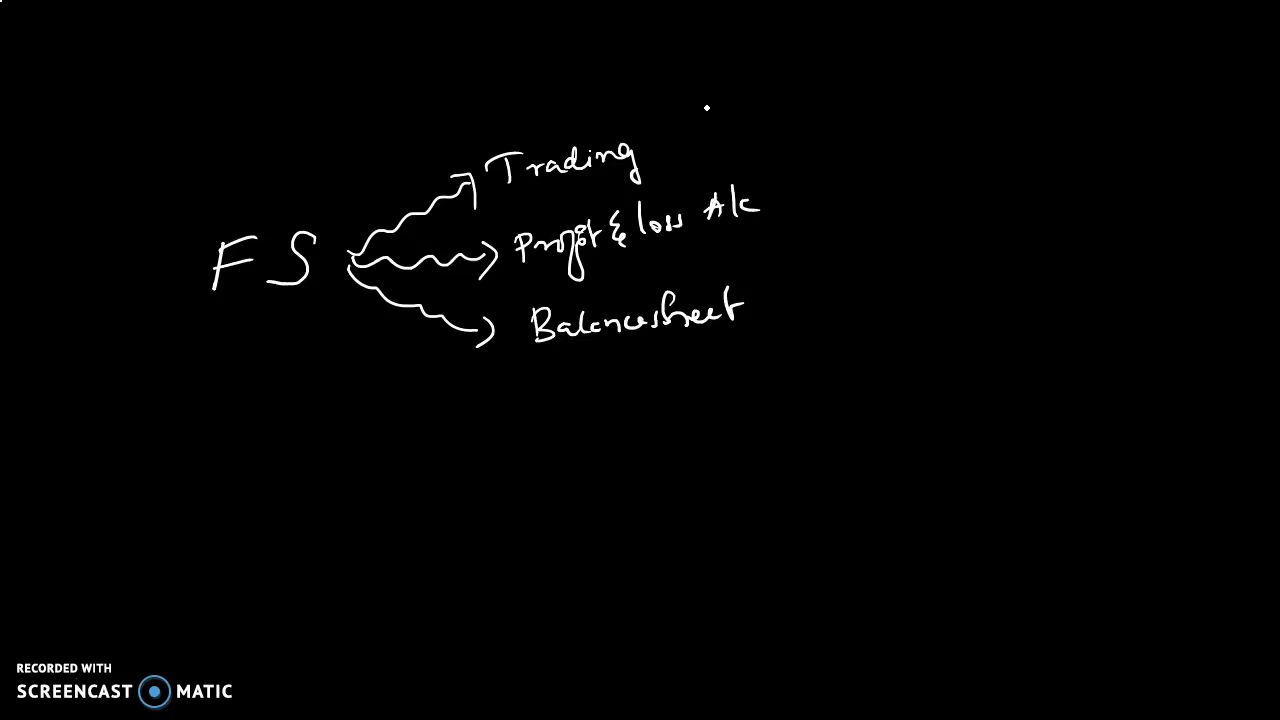 Trading
Profit & loss A/c
FS
Balancesheet
RECORDED WITH
SCREENCAST MATIC